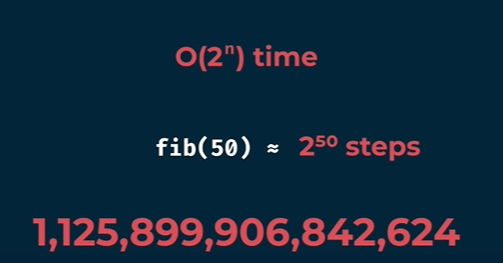 O(2ⁿ) time
fib(50) ≈ 2⁵⁰ steps
1,125,899,906,842,624